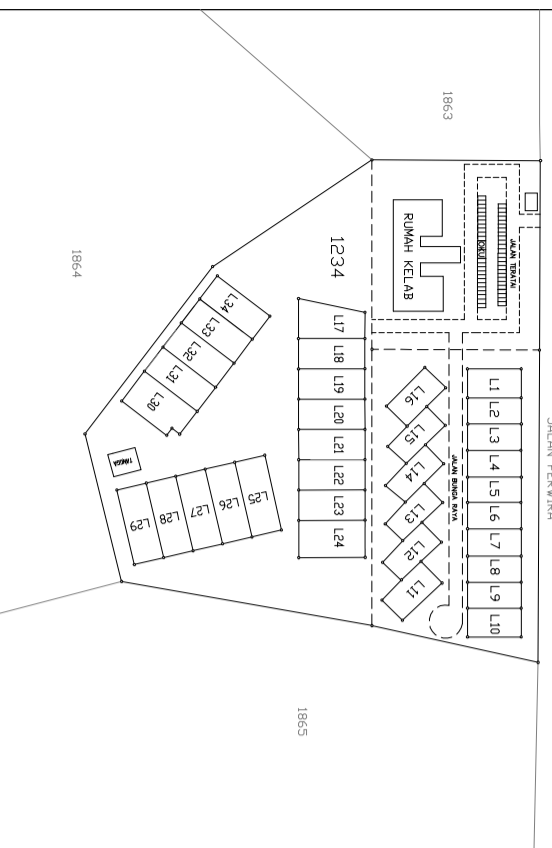 1863
JALAN TERATAI
RUMAH KELAB
1234
1864
L34
L33
L32
L31
L30
TANGGA
L29
L28
L27
L26
L25
L17
L18
L19
L20
L21
L22
L23
L24
L16
L15
L14
L13
L12
L11
JALAN BUNGA RAYA
L1
L2
L3
L4
L5
L6
L7
L8
L9
L10
JALAN PERWIRA
1865